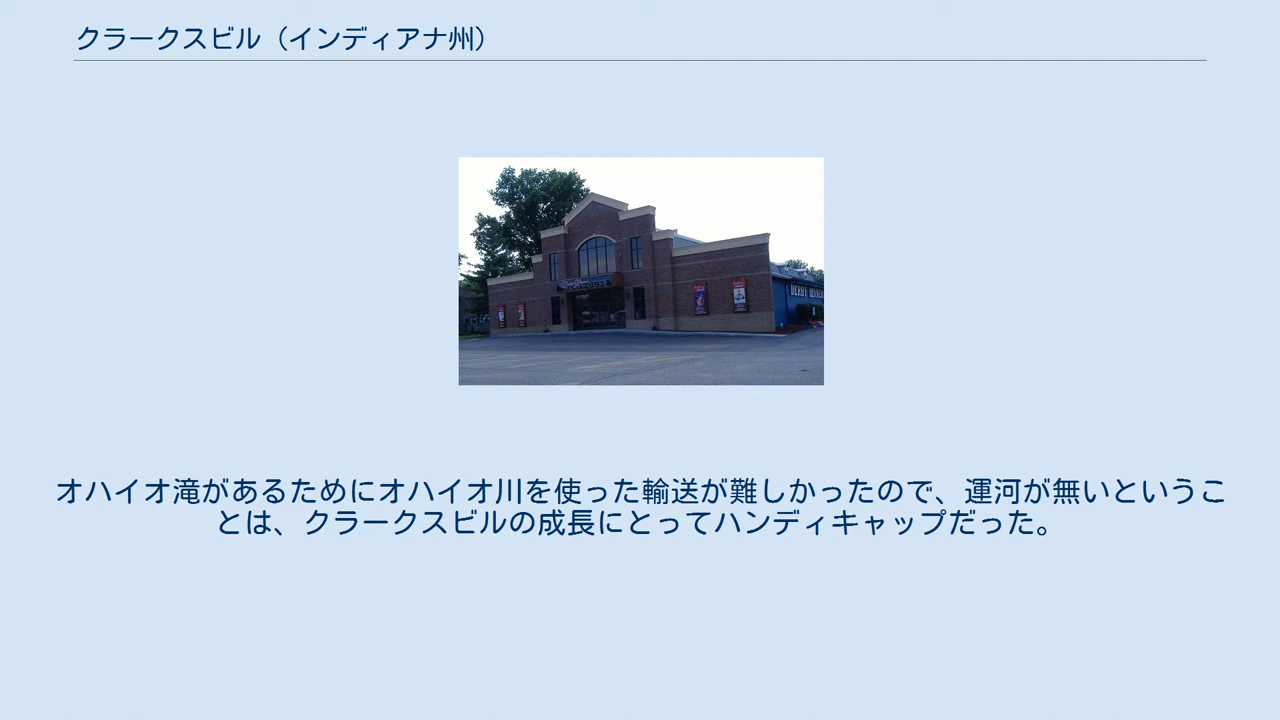 クラークスビル（インディアナ州）
DERBY DINNER
オハイオ滝があるためにオハイオ川を使った輸送が難しかったので、運河が無いというこ
とは、クラークスビルの成長にとってハンディキャップだった。